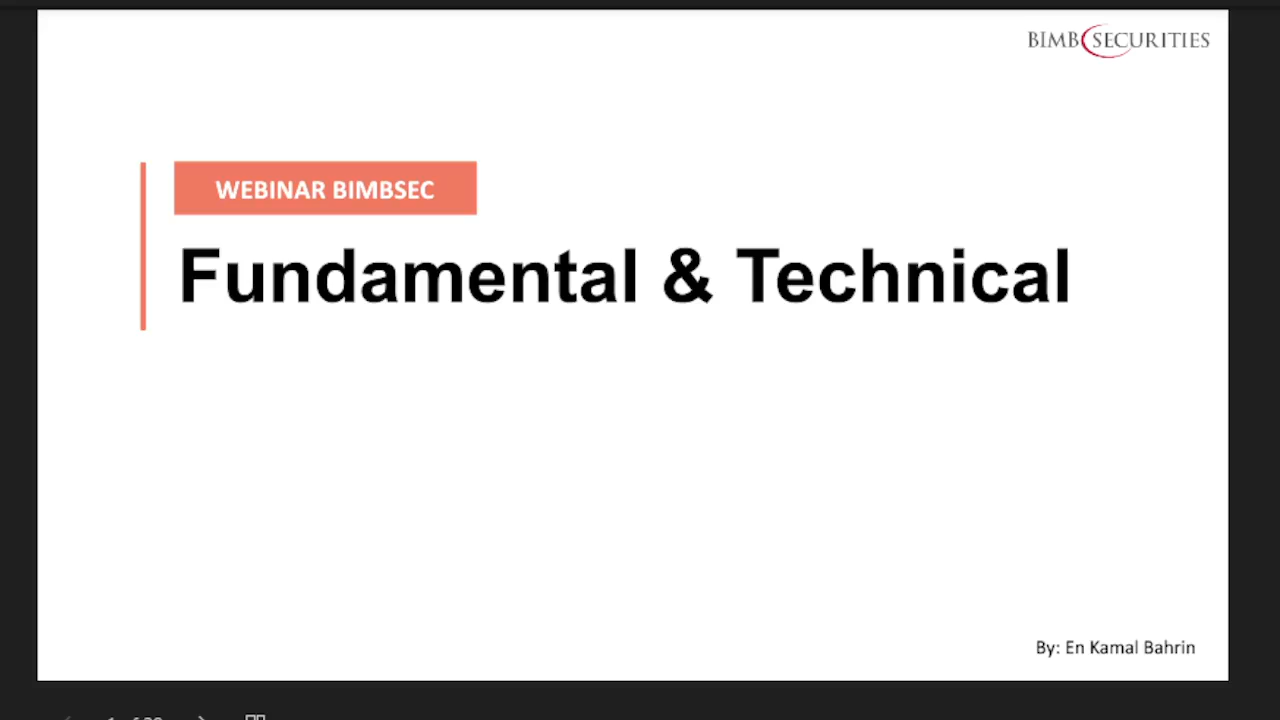 BIMB SECURITIES
WEBINAR BIMBSEC
Fundamental & Technical
By: En Kamal Bahrin